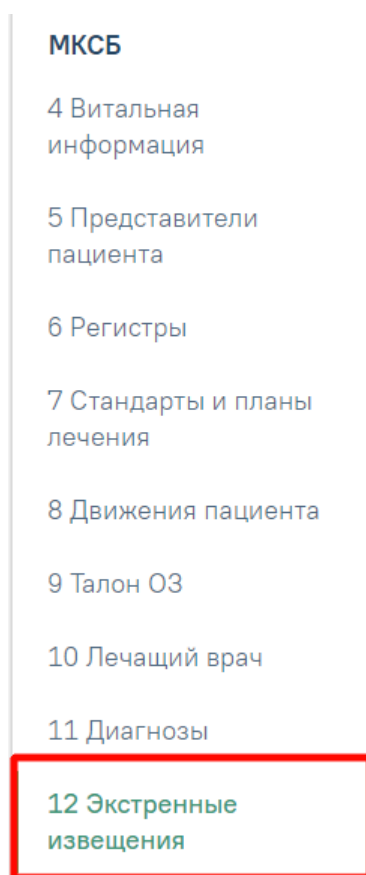 МКСБ
4 Витальная
информация
5 Представители
пациента
6 Регистры
7 Стандарты и планы
лечения
8 Движения пациента
9 Талон ОЗ
10 Лечащий врач
11 Диагнозы
12 Экстренные
извещения